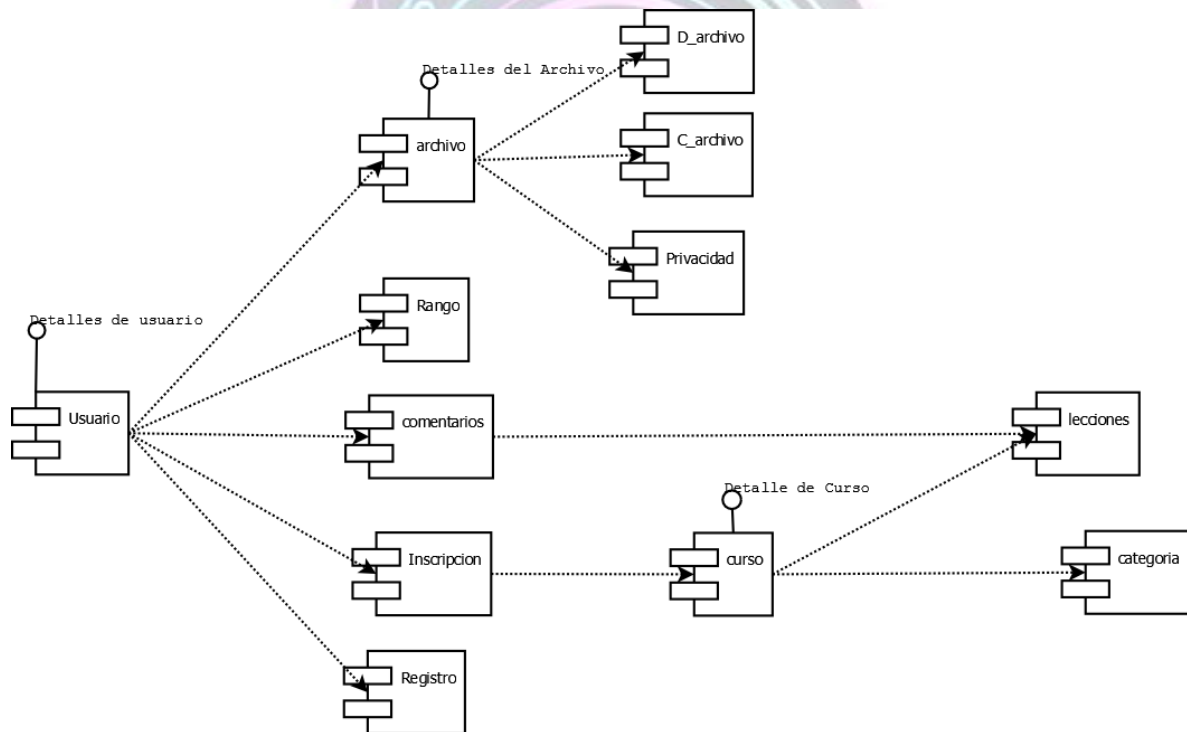 D_archivo
Detalles del Archivo
archivo
C_archivo
Privacidad
Rango
Detalles de usuario
Usuario
comentarios
lecciones
Detalle de Curso
Inscripcion
curso
categoria
Registro